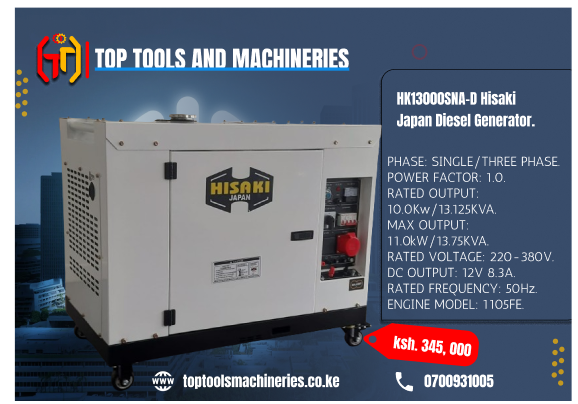 TOP TOOLS AND MACHINERIES
HK13000SNA-D Hisaki
Japan Diesel Generator.
PHASE: SINGLE/THREE PHASE.
POWER FACTOR: 1.0.
RATED OUTPUT:
10.0Kw/13.125KVA.
MAX OUTPUT:
11.0kW/13.75KVA.
RATED VOLTAGE: 220-380V.
DC OUTPUT: 12V 8.3A.
RATED FREQUENCY: 50Hz.
ENGINE MODEL: 1105FE.
HISAKI
JAPAN
ksh. 345, 000
www toptoolsmachineries.co.ke
0700931005